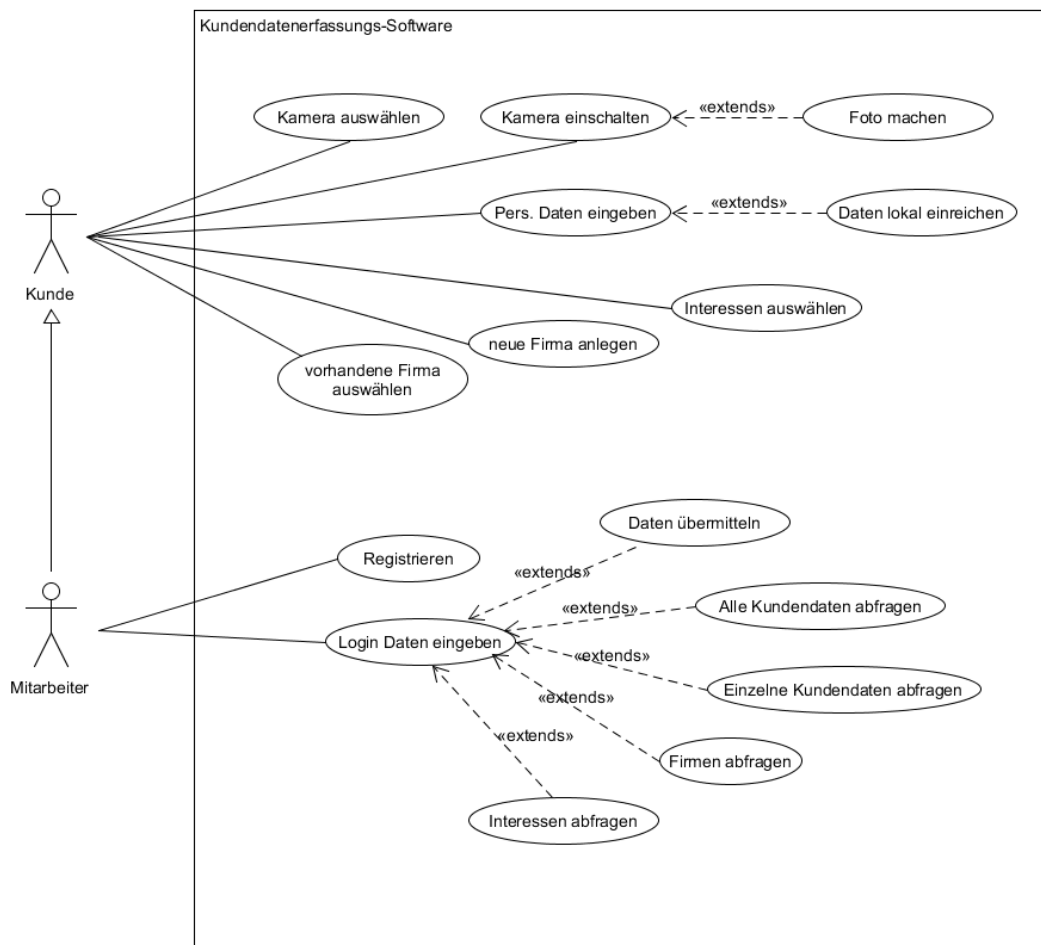 Kundendatenerfassungs-Software
Kamera auswählen
Kamera einschalten
«extends»
Foto machen
Pers. Daten eingeben
«extends»
Daten lokal einreichen
Kunde
Interessen auswählen
neue Firma anlegen
vorhandene Firma
auswählen
Daten übermitteln
Registrieren
«extends»
Alle Kundendaten abfragen
«extends»
Login Daten eingeben
«extends»
Mitarbeiter
Einzelne Kundendaten abfragen
«extends»
«extends»
Firmen abfragen
Interessen abfragen